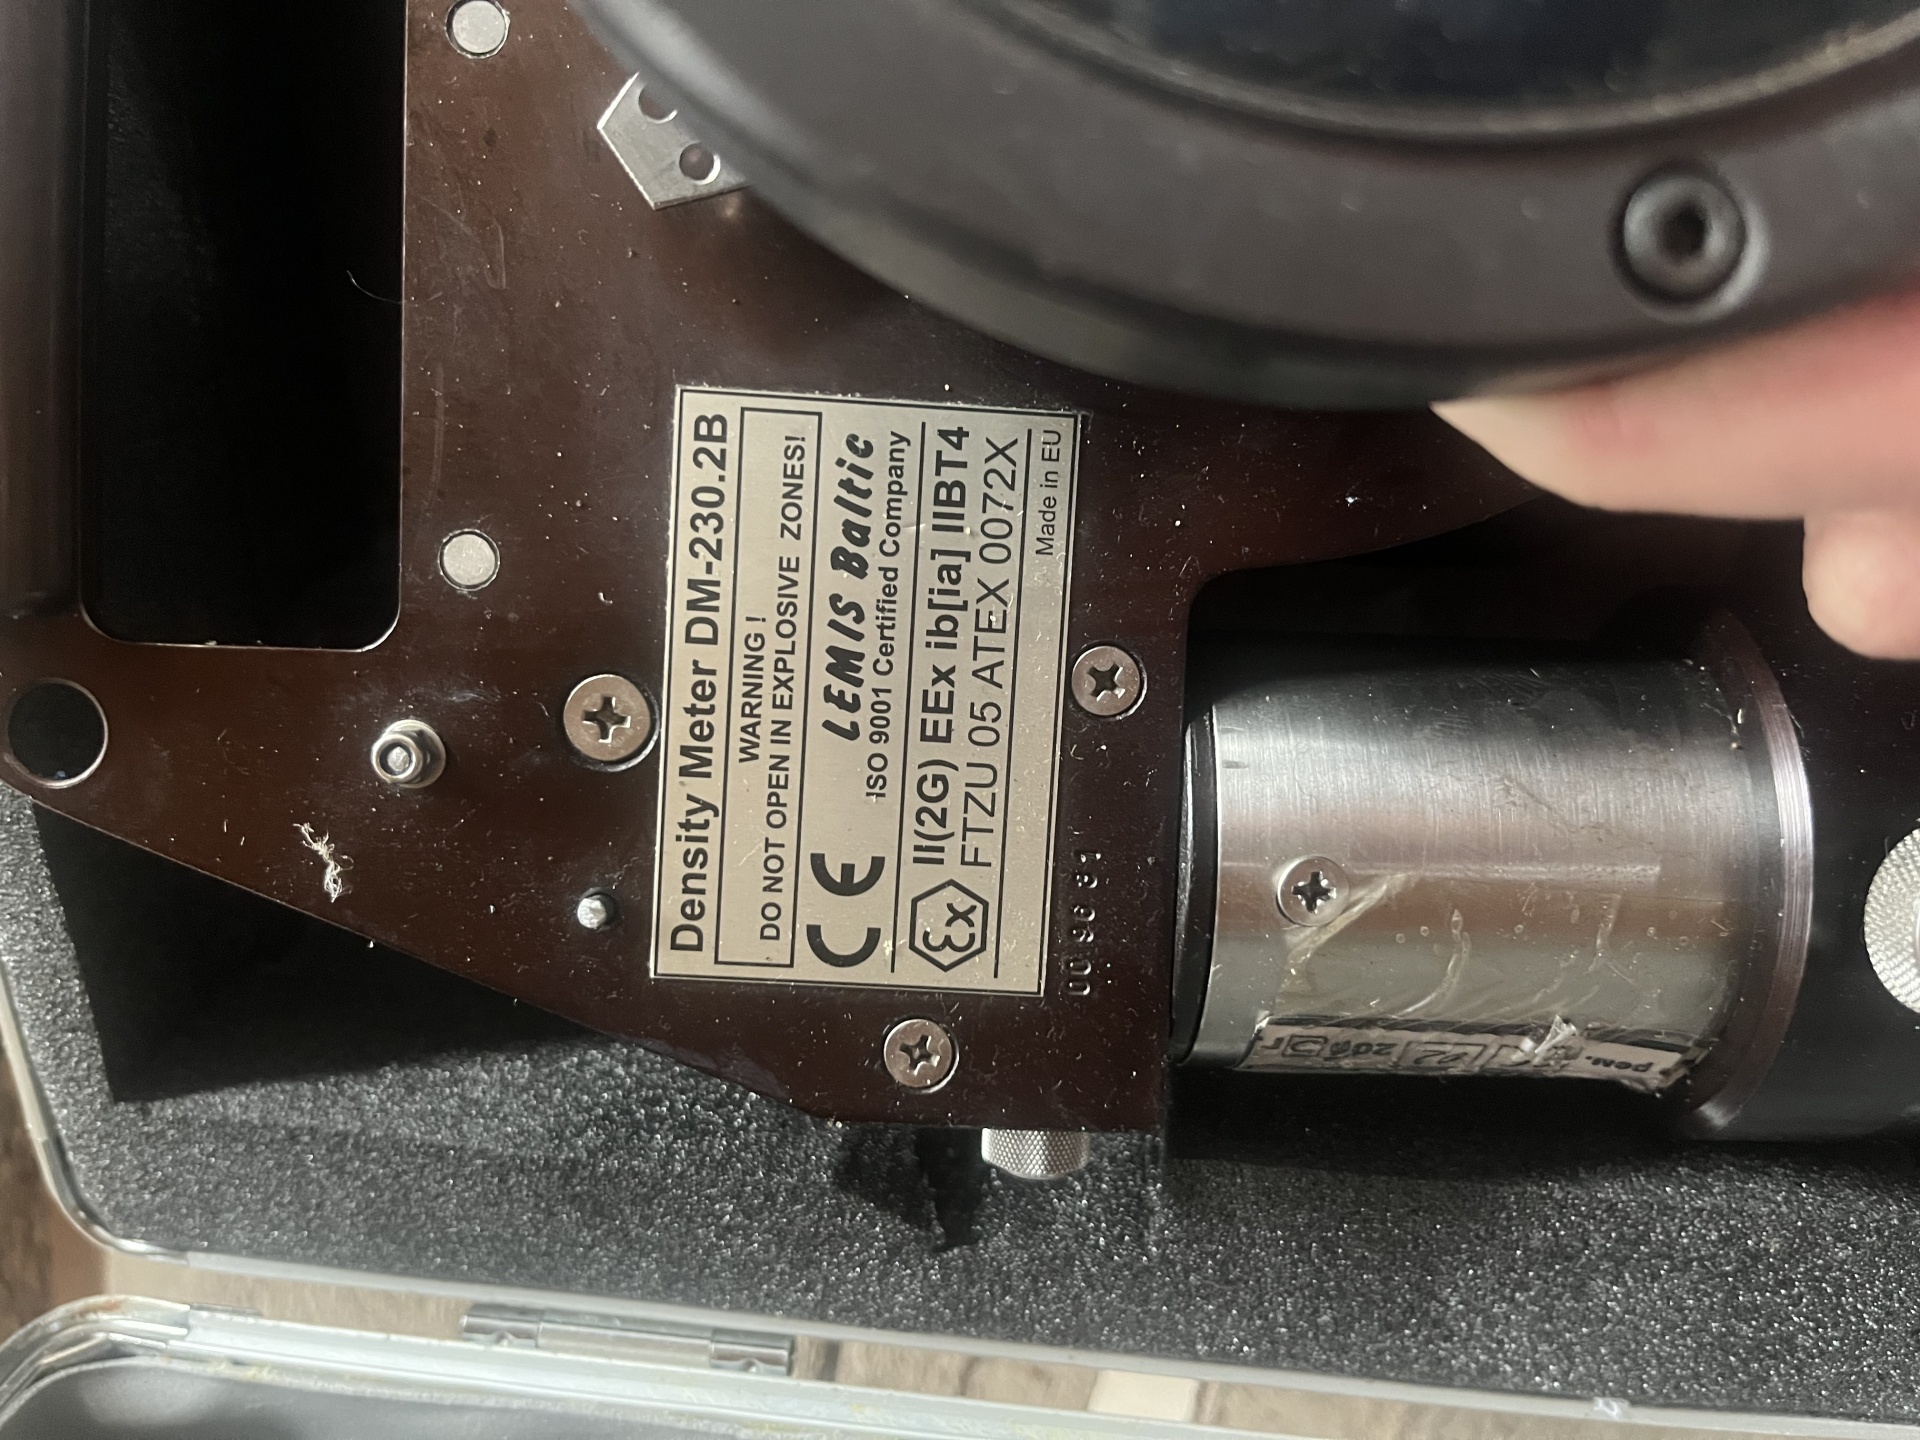 Density Meter DM-230.2B
WARNING !
DO NOT OPEN IN EXPLOSIVE ZONES!
CE LEMIS Baltic
ISO 9001 Certified Company
Ex II(2G) EEx ib[ia] IIBT4
FTZU 05 ATEX 0072X
Made in EU